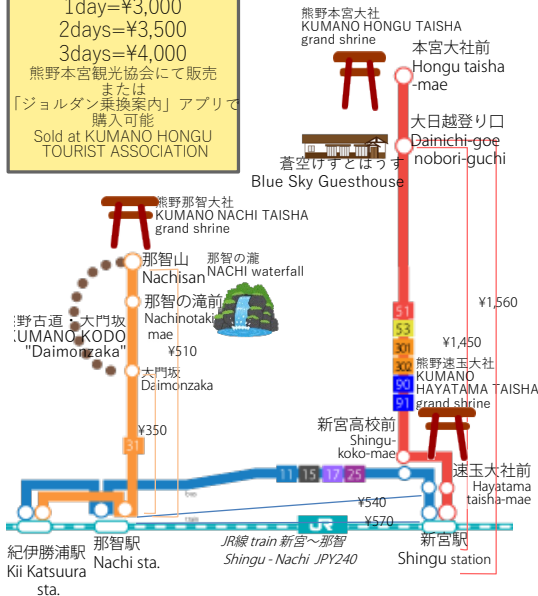 1day=¥3,000
2days=¥3,500
3days=¥4,000
熊野本宮観光協会にて販売
または
「ジョルダン乗換案内」アプリで
購入可能
Sold at KUMANO HONGU
TOURIST ASSOCIATION
熊野本宮大社
KUMANO HONGU TAISHA
grand shrine
本宮大社前
Hongu taisha
-mae
大日越登り口
Dainichi-goe
nobori-guchi
蒼空げすとはうす
Blue Sky Guesthouse
熊野那智大社
KUMANO NACHI TAISHA
grand shrine
那智山
Nachisan
那智の瀧
NACHI waterfall
那智の滝前
Nachinotaki
mae
野古道・大門坂
KUMANO KODO
"Daimonzaka"
¥510
大門坂
Daimonzaka
¥350
31
¥1,560
¥1,450
51
53
301
302
90
91
熊野速玉大社
KUMANO
HAYATAMA TAISHA
grand shrine
新宮高校前
Shingu-
koko-mae
速玉大社前
Hayatama
taisha-mae
11 15 17 25
¥540
¥570
JR
紀伊勝浦駅
Kii Katsuura
sta.
那智駅
Nachi sta.
JR線 train 新宮～那智
Shingu - Nachi JPY240
新宮駅
Shingu station